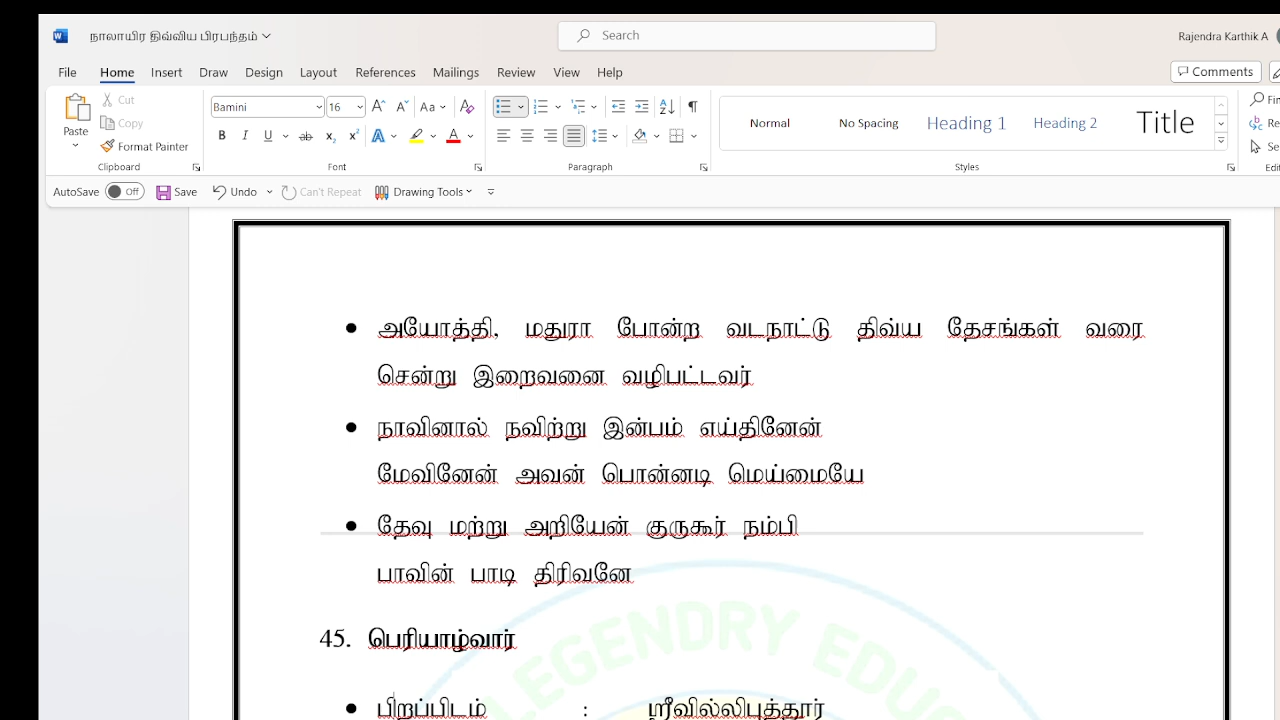 நாலாயிர திவ்விய பிரபந்தம்
Search
Rajendra Karthik A
File Home Insert Draw Design Layout References Mailings Review View Help
Comments
Paste
Cut
Copy
Format Painter
Clipboard
Bamini 16
Font
Paragraph
Normal No Spacing Heading 1 Heading 2 Title
Styles
AutoSave Off Save Undo Can't Repeat Drawing Tools
அயோத்தி, மதுரா போன்ற வடநாட்டு திவ்ய தேசங்கள் வரை
சென்று இறைவனை வழிபட்டவர்
நாவினால் நவிற்று இன்பம் எய்தினேன்
மேவினேன் அவன் பொன்னடி மெய்மையே
தேவு மற்று அறியேன் குருகூர் நம்பி
பாவின் பாடி திரிவனே
45. பெரியாழ்வார்
பிறப்பிடம் : ஸ்ரீவில்லிபுத்தூர்
LEGENDRY